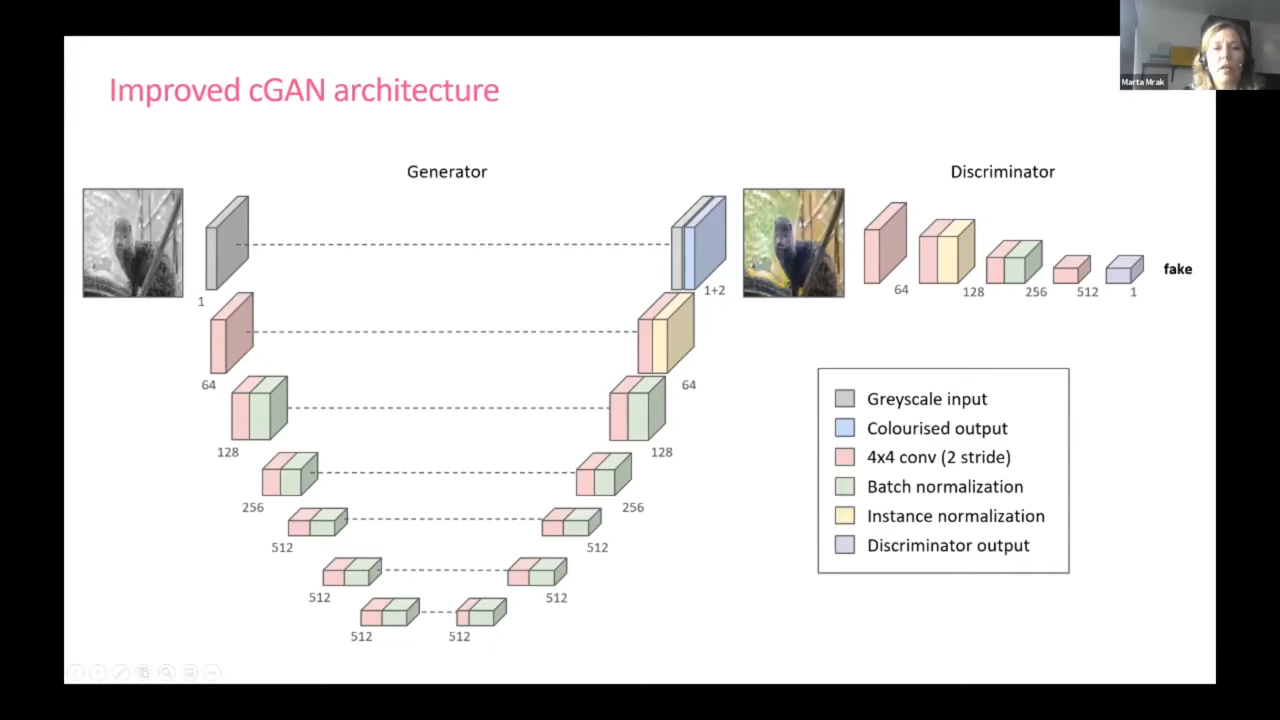 Marta Mrak
Improved cGAN architecture
Generator
Discriminator
1
1+2
64
128
256
512
1
fake
64
64
128
128
256
256
512
512
512
512
512
512
Greyscale input
Colourised output
4x4 conv (2 stride)
Batch normalization
Instance normalization
Discriminator output